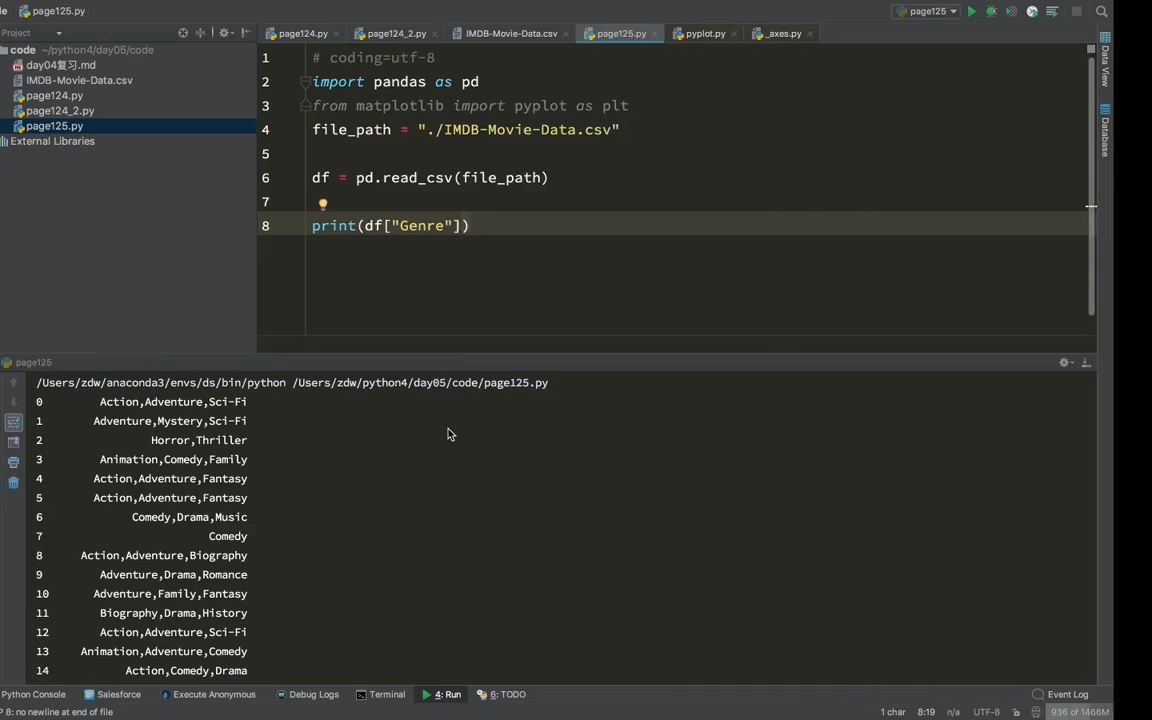 le page125.py
page125
Project
page124.py
page124_2.py
IMDB-Movie-Data.csv
page125.py
pyplot.py
_axes.py
code ~/python4/day05/code
day04复习.md
IMDB-Movie-Data.csv
page124.py
page124_2.py
page125.py
External Libraries
1 # coding=utf-8
2 import pandas as pd
3 from matplotlib import pyplot as plt
4 file_path = "./IMDB-Movie-Data.csv"
5
6 df = pd.read_csv(file_path)
7
8 print(df["Genre"])
Data View
Database
page125
/Users/zdw/anaconda3/envs/ds/bin/python /Users/zdw/python4/day05/code/page125.py
0 Action,Adventure,Sci-Fi
1 Adventure,Mystery,Sci-Fi
2 Horror,Thriller
3 Animation,Comedy,Family
4 Action,Adventure,Fantasy
5 Action,Adventure,Fantasy
6 Comedy,Drama,Music
7 Comedy
8 Action,Adventure,Biography
9 Adventure,Drama,Romance
10 Adventure,Family,Fantasy
11 Biography,Drama,History
12 Action,Adventure,Sci-Fi
13 Animation,Adventure,Comedy
14 Action,Comedy,Drama
Python Console Salesforce Execute Anonymous Debug Logs Terminal 4: Run 6: TODO Event Log
P 8: no newline at end of file 1 char 8:19 n/a UTF-8 936 of 1466M